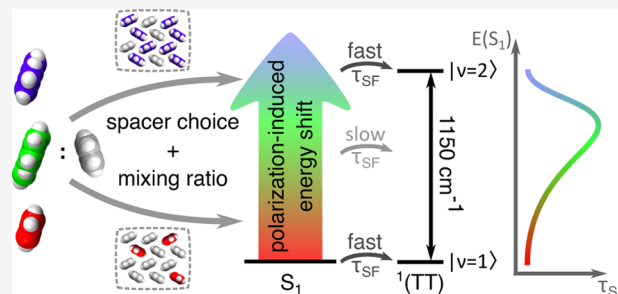 :
spacer choice
+
mixing ratio
polarization-induced
energy shift
S₁
fast
τSF
slow
τSF
fast
τSF
|ν=2⟩
1150 cm⁻¹
|ν=1⟩
¹(TT)
E(S₁)
τS